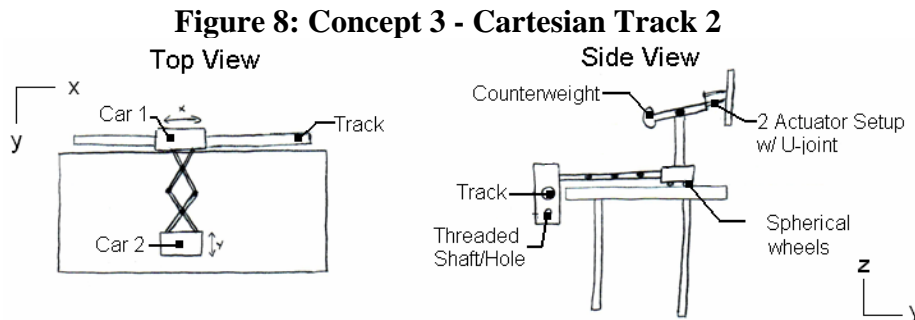 Figure 8: Concept 3 - Cartesian Track 2
Top View
x
y
Car 1
x
Track
Car 2
Y
Side View
Counterweight
2 Actuator Setup
w/ U-joint
Track
Threaded
Shaft/Hole
Spherical
wheels
z
y